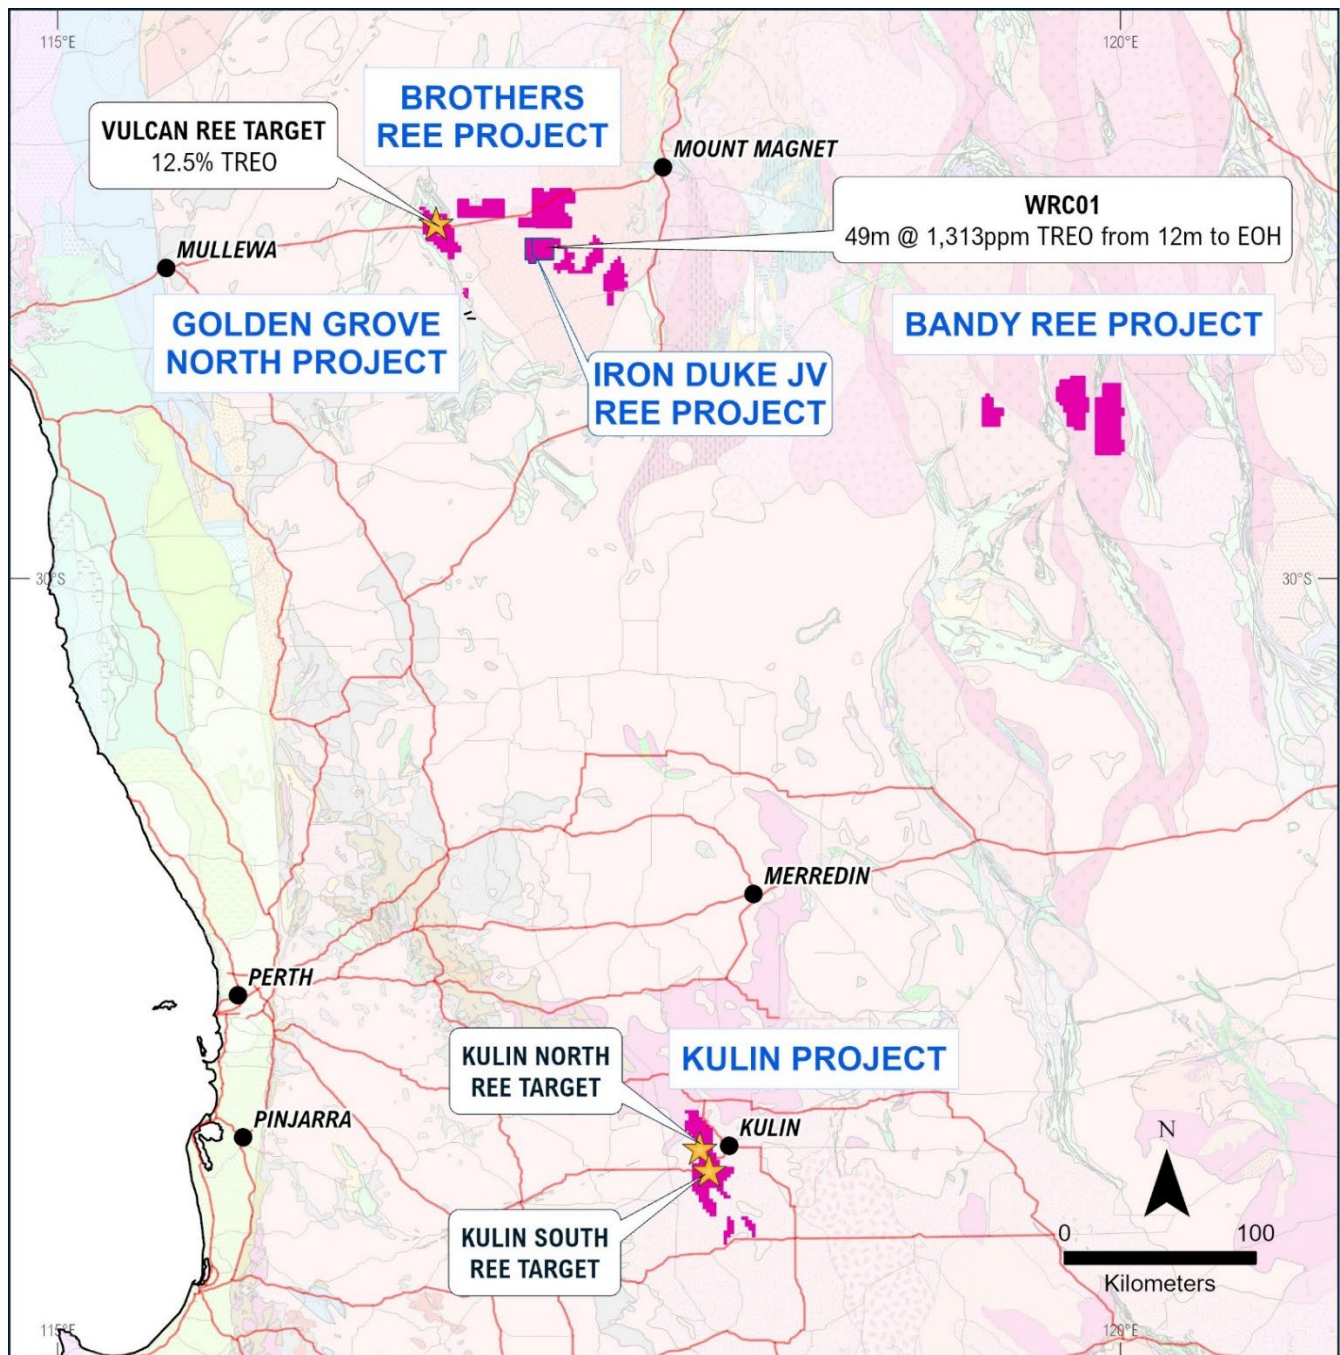 115°E
120°E
BROTHERS
REE PROJECT
VULCAN REE TARGET
12.5% TREO
MOUNT MAGNET
WRC01
49m @ 1,313ppm TREO from 12m to EOH
MULLEWA
GOLDEN GROVE
NORTH PROJECT
BANDY REE PROJECT
IRON DUKE JV
REE PROJECT
30°S
30°S
MERREDIN
PERTH
KULIN NORTH
REE TARGET
KULIN PROJECT
PINJARRA
KULIN
N
KULIN SOUTH
REE TARGET
0
100
Kilometers
115°E
120°E